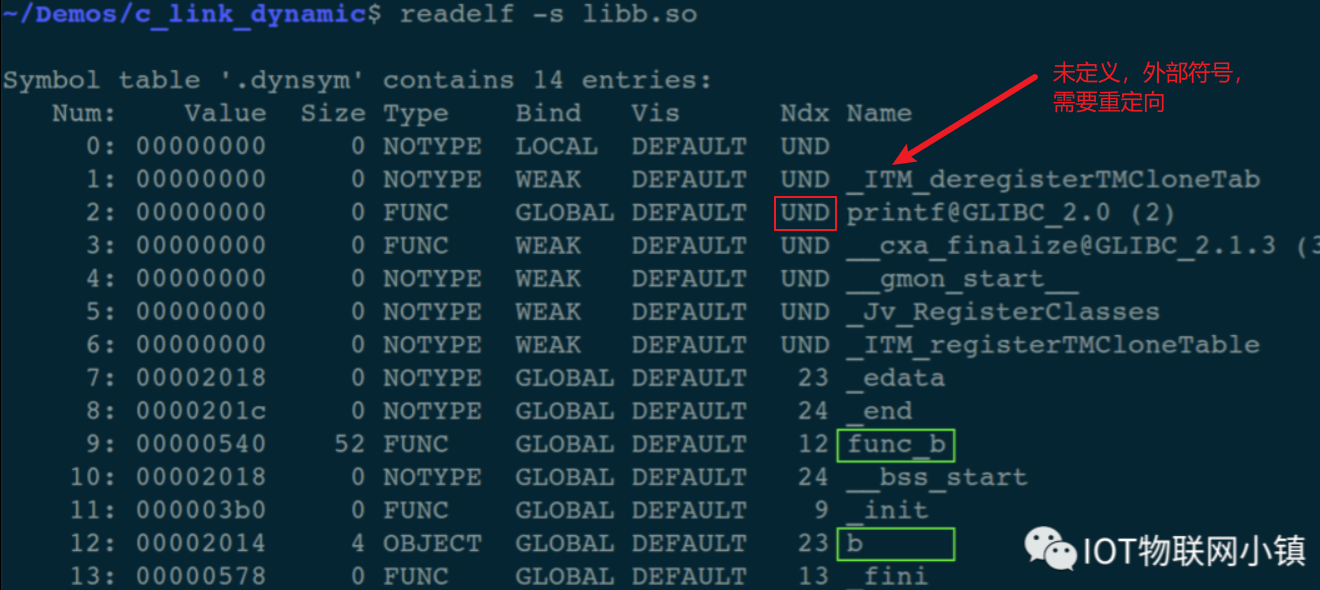 ~/Demos/c_link_dynamic$ readelf -s libb.so
Symbol table '.dynsym' contains 14 entries:
Num: Value Size Type Bind Vis Ndx Name
0: 00000000 0 NOTYPE LOCAL DEFAULT UND
1: 00000000 0 NOTYPE WEAK DEFAULT UND _ITM_deregisterTMCloneTab
2: 00000000 0 FUNC GLOBAL DEFAULT UND printf@GLIBC_2.0 (2)
3: 00000000 0 FUNC WEAK DEFAULT UND __cxa_finalize@GLIBC_2.1.3 (3
4: 00000000 0 NOTYPE WEAK DEFAULT UND __gmon_start__
5: 00000000 0 NOTYPE WEAK DEFAULT UND _Jv_RegisterClasses
6: 00000000 0 NOTYPE WEAK DEFAULT UND _ITM_registerTMCloneTable
7: 00002018 0 NOTYPE GLOBAL DEFAULT 23 _edata
8: 0000201c 0 NOTYPE GLOBAL DEFAULT 24 _end
9: 00000540 52 FUNC GLOBAL DEFAULT 12 func_b
10: 00002018 0 NOTYPE GLOBAL DEFAULT 24 __bss_start
11: 000003b0 0 FUNC GLOBAL DEFAULT 9 _init
12: 00002014 4 OBJECT GLOBAL DEFAULT 23 b
13: 00000578 0 FUNC GLOBAL DEFAULT 13 _fini
未定义，外部符号，
需要重定向
IOT物联网小镇